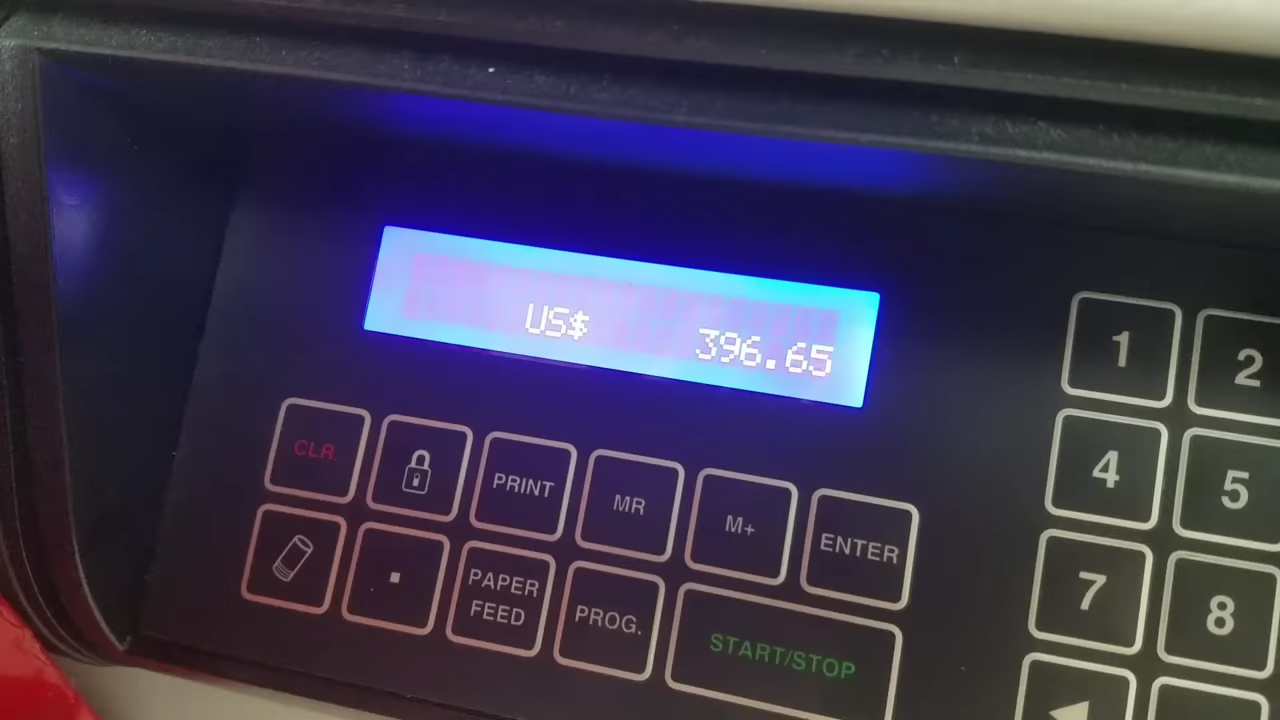 US$ 396.65
CLR. PRINT MR M+ ENTER
. PAPER FEED PROG. START/STOP
1 2
4 5
7 8